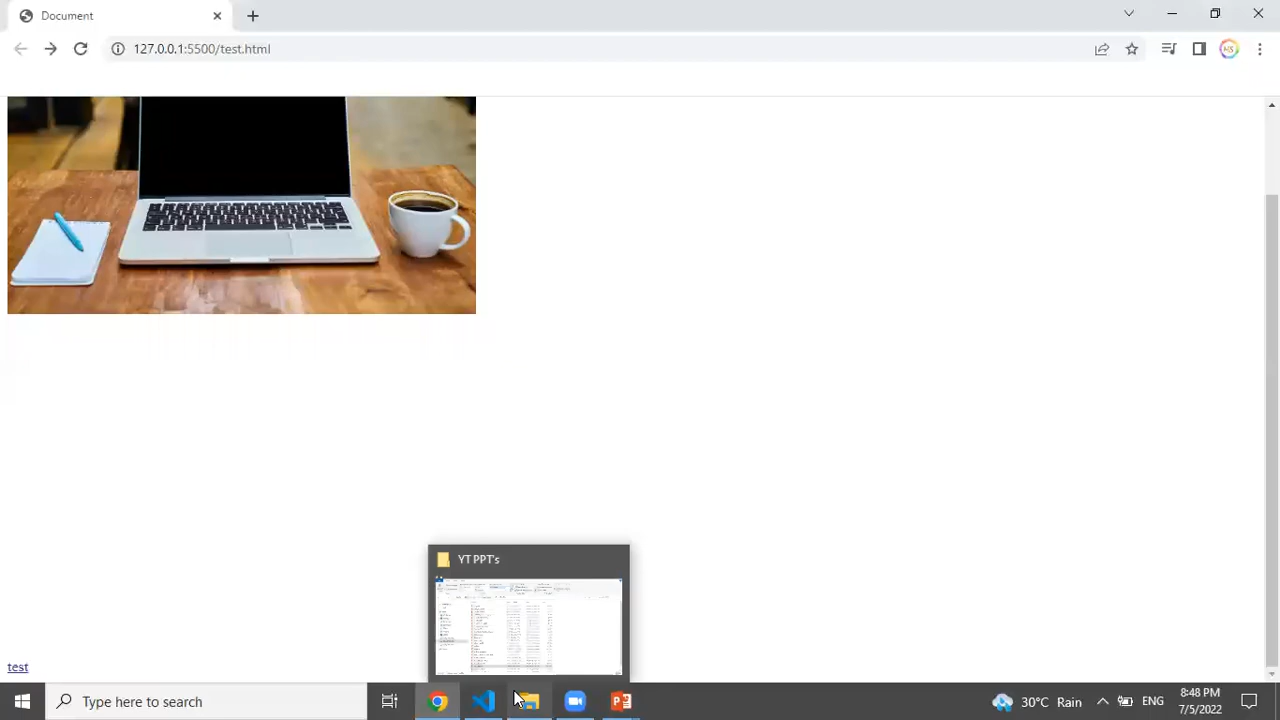 Document
127.0.0.1:5500/test.html
YT PPT's
test
Type here to search
30°C Rain
ENG
8:48 PM
7/5/2022